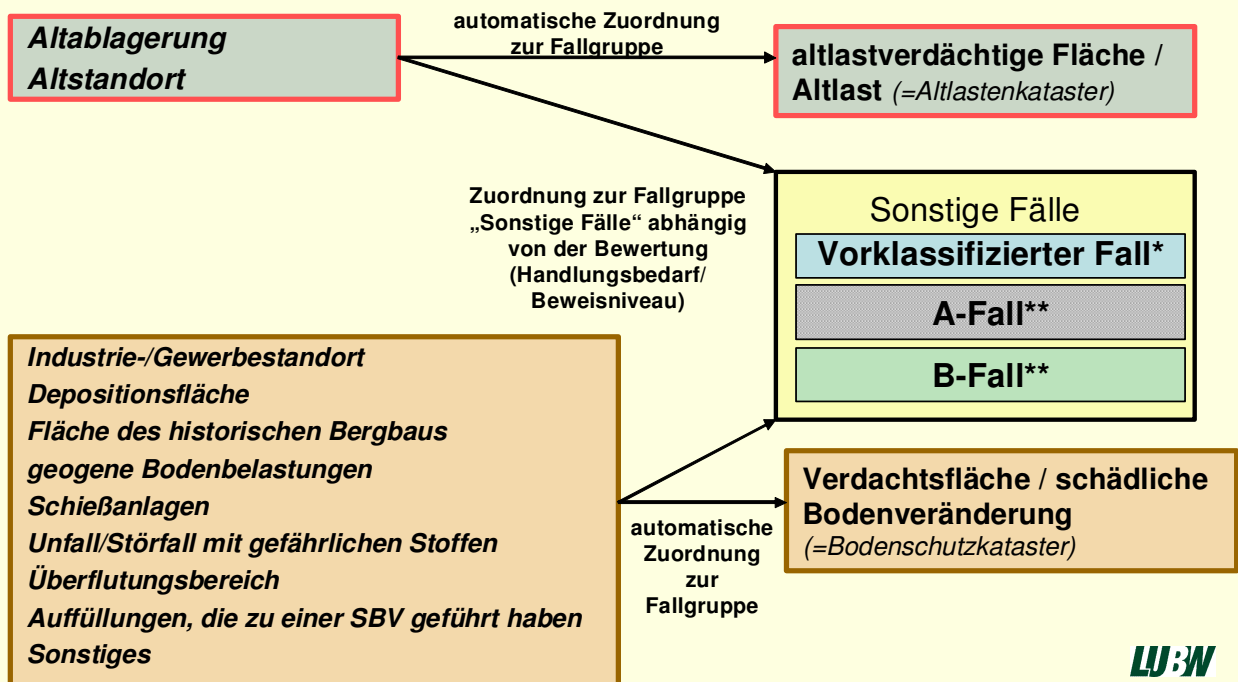 Altablagerung
Altstandort
automatische Zuordnung
zur Fallgruppe
altlastverdächtige Fläche /
Altlast (=Altlastenkataster)
Zuordnung zur Fallgruppe
„Sonstige Fälle“ abhängig
von der Bewertung
(Handlungsbedarf/
Beweisniveau)
Sonstige Fälle
Vorklassifizierter Fall*
A-Fall**
B-Fall**
Industrie-/Gewerbestandort
Depositionsfläche
Fläche des historischen Bergbaus
geogene Bodenbelastungen
Schießanlagen
Unfall/Störfall mit gefährlichen Stoffen
Überflutungsbereich
Auffüllungen, die zu einer SBV geführt haben
Sonstiges
automatische
Zuordnung
zur
Fallgruppe
Verdachtsfläche / schädliche
Bodenveränderung
(=Bodenschutzkataster)
LUBW